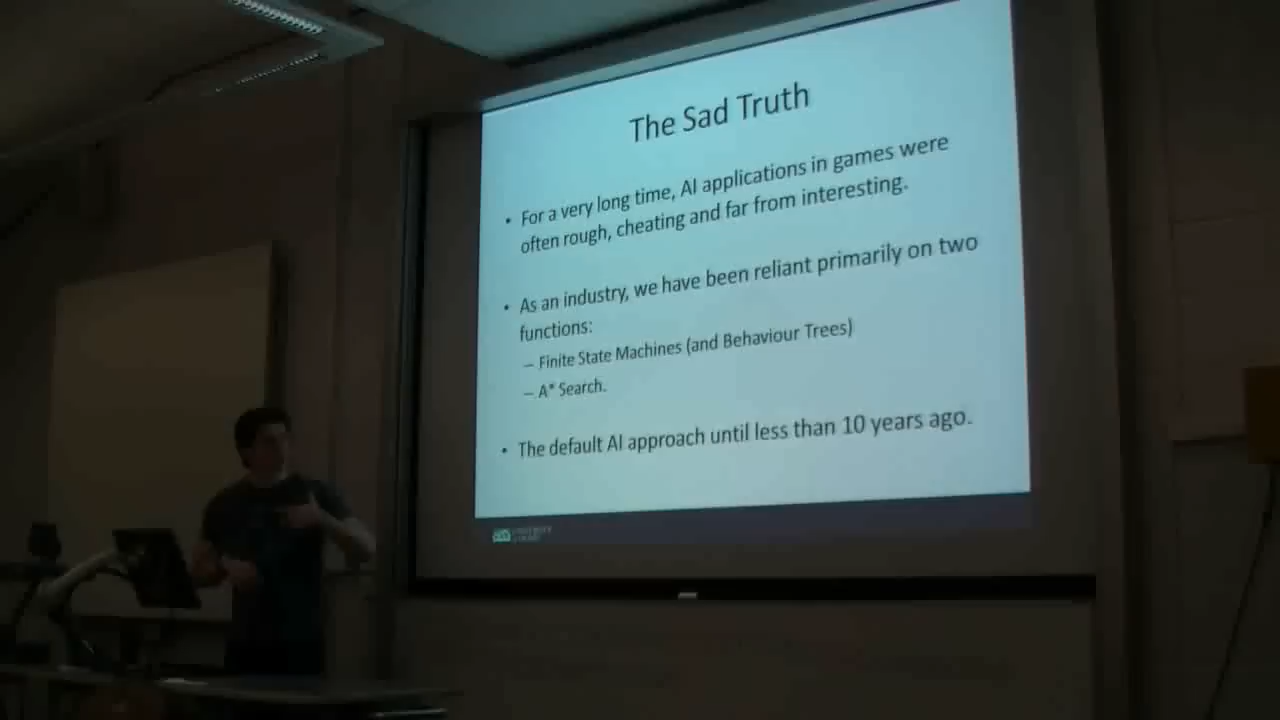 The Sad Truth
• For a very long time, AI applications in games were
often rough, cheating and far from interesting.
• As an industry, we have been reliant primarily on two
functions:
– Finite State Machines (and Behaviour Trees)
– A* Search.
• The default AI approach until less than 10 years ago.
UNIVERSITY